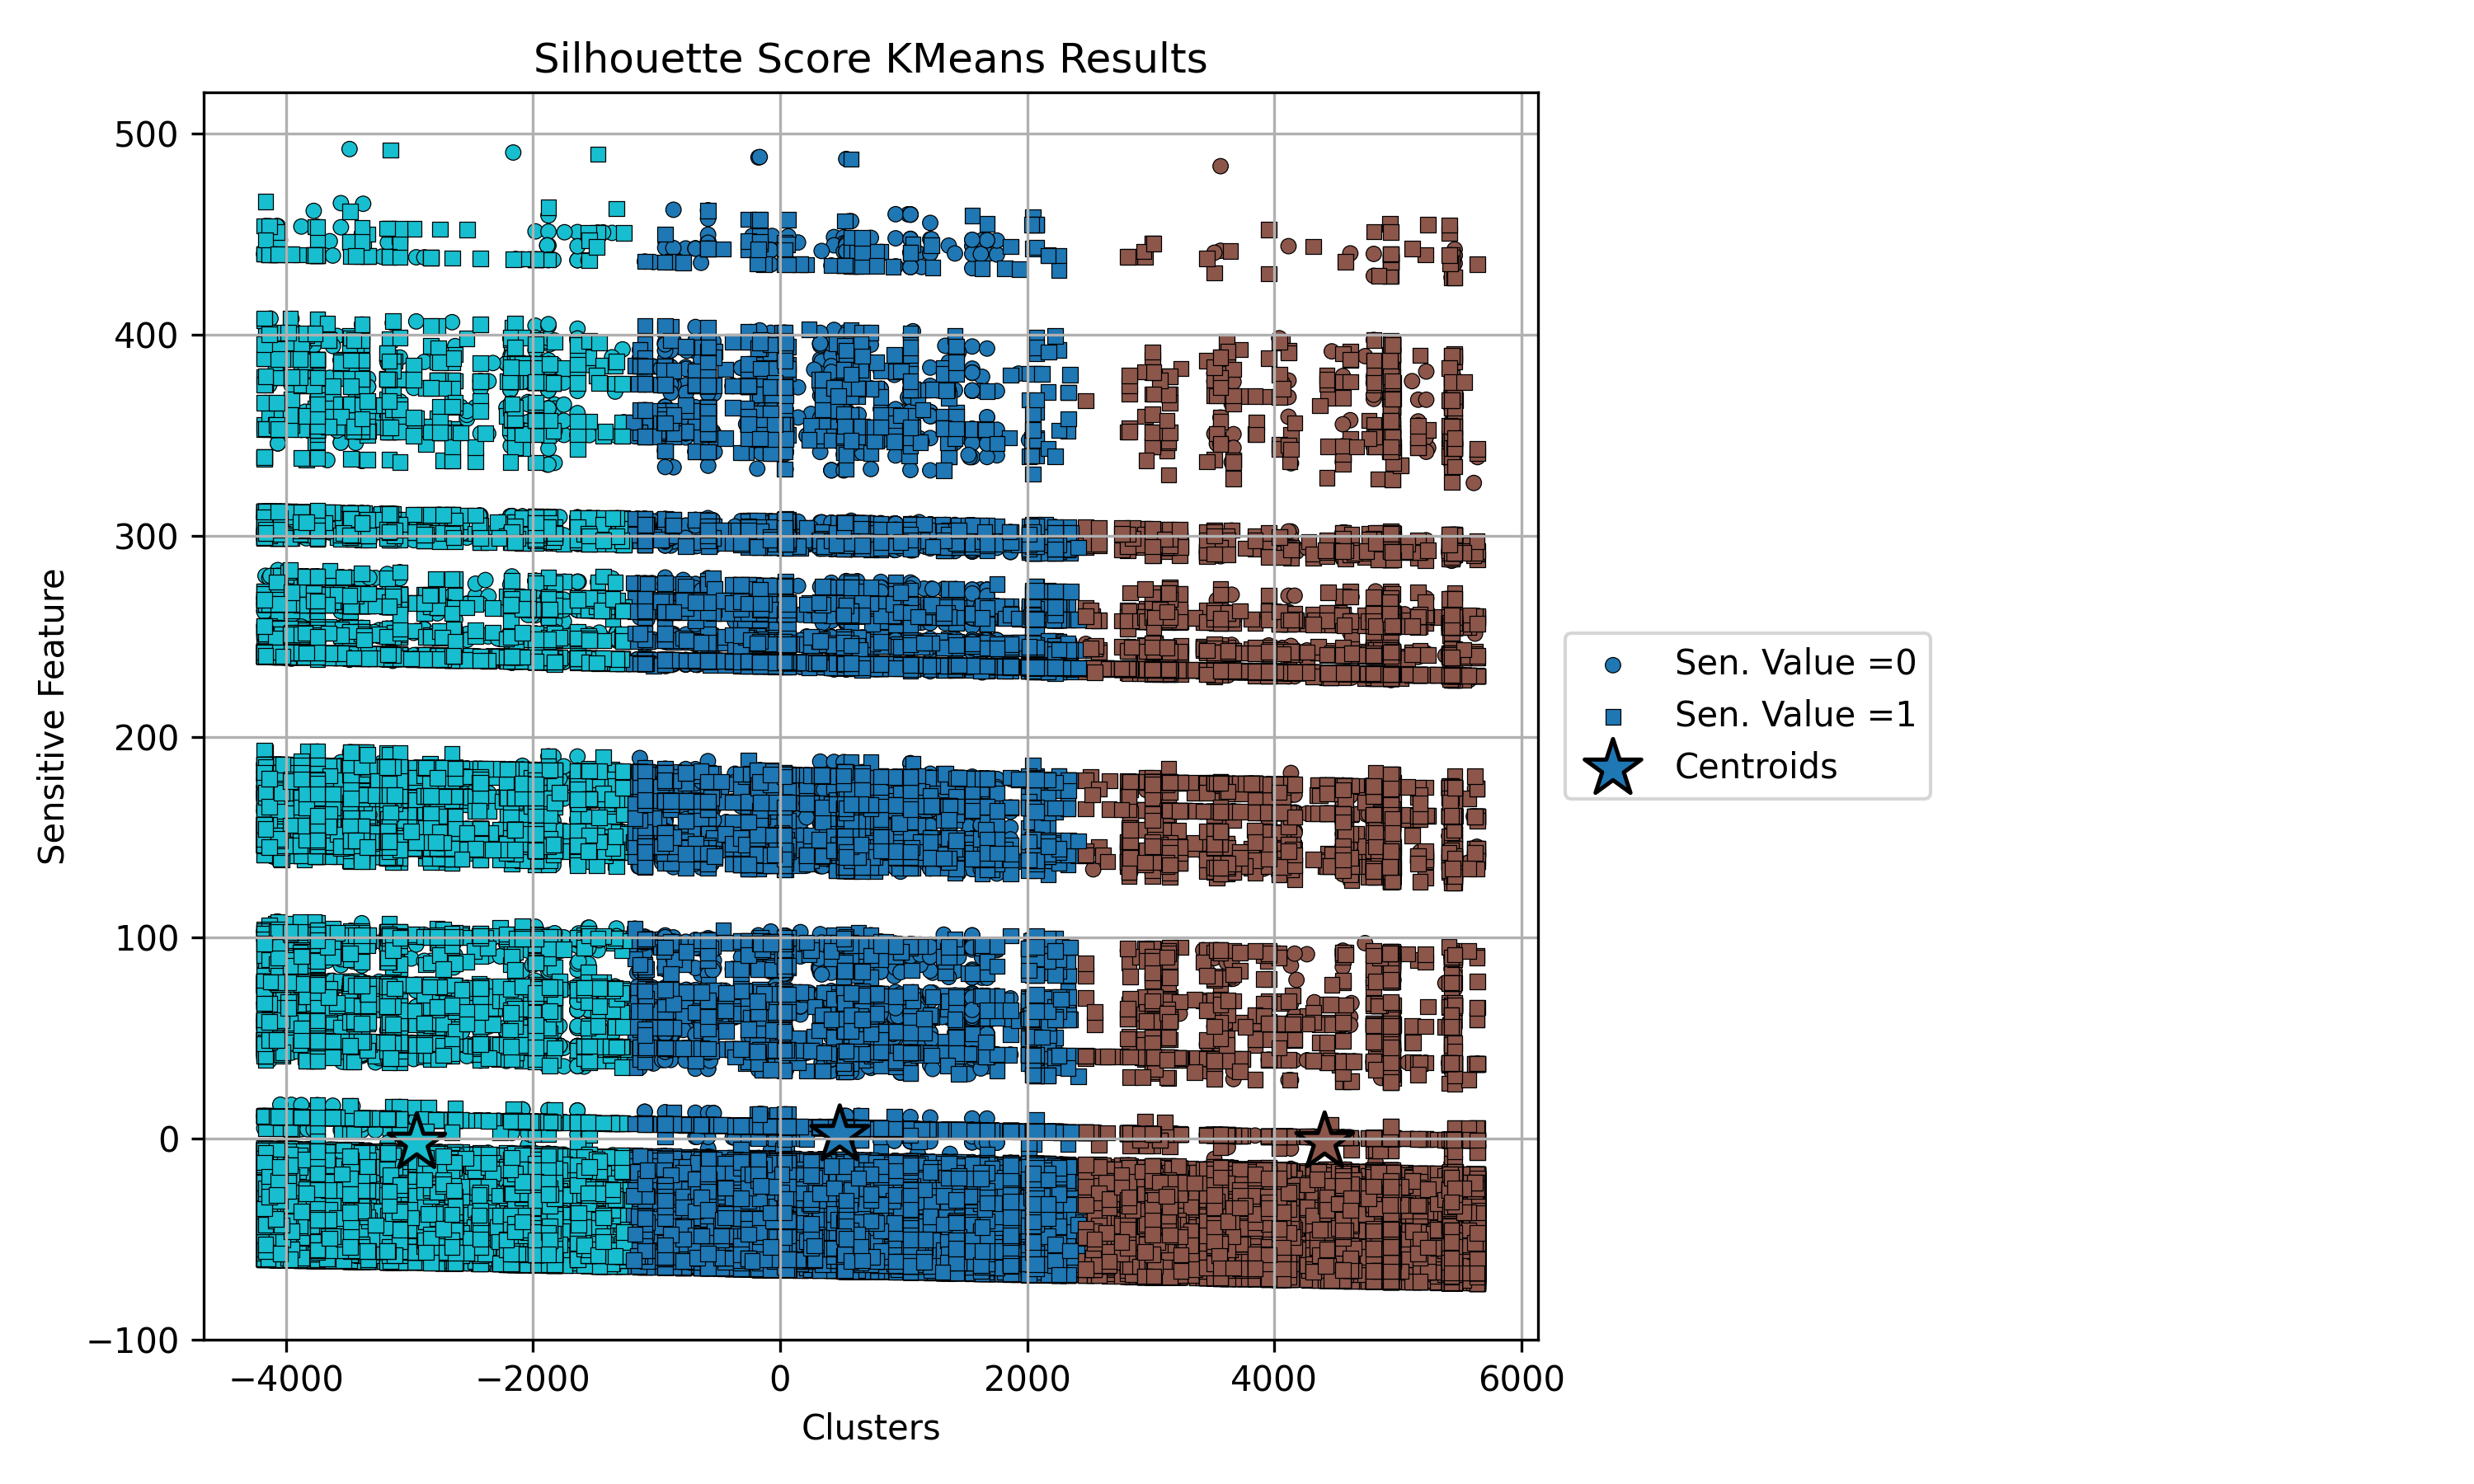 Silhouette Score KMeans Results
500
400
300
200
100
0
−100
Sensitive Feature
−4000 −2000 0 2000 4000 6000
Clusters
Sen. Value =0
Sen. Value =1
Centroids